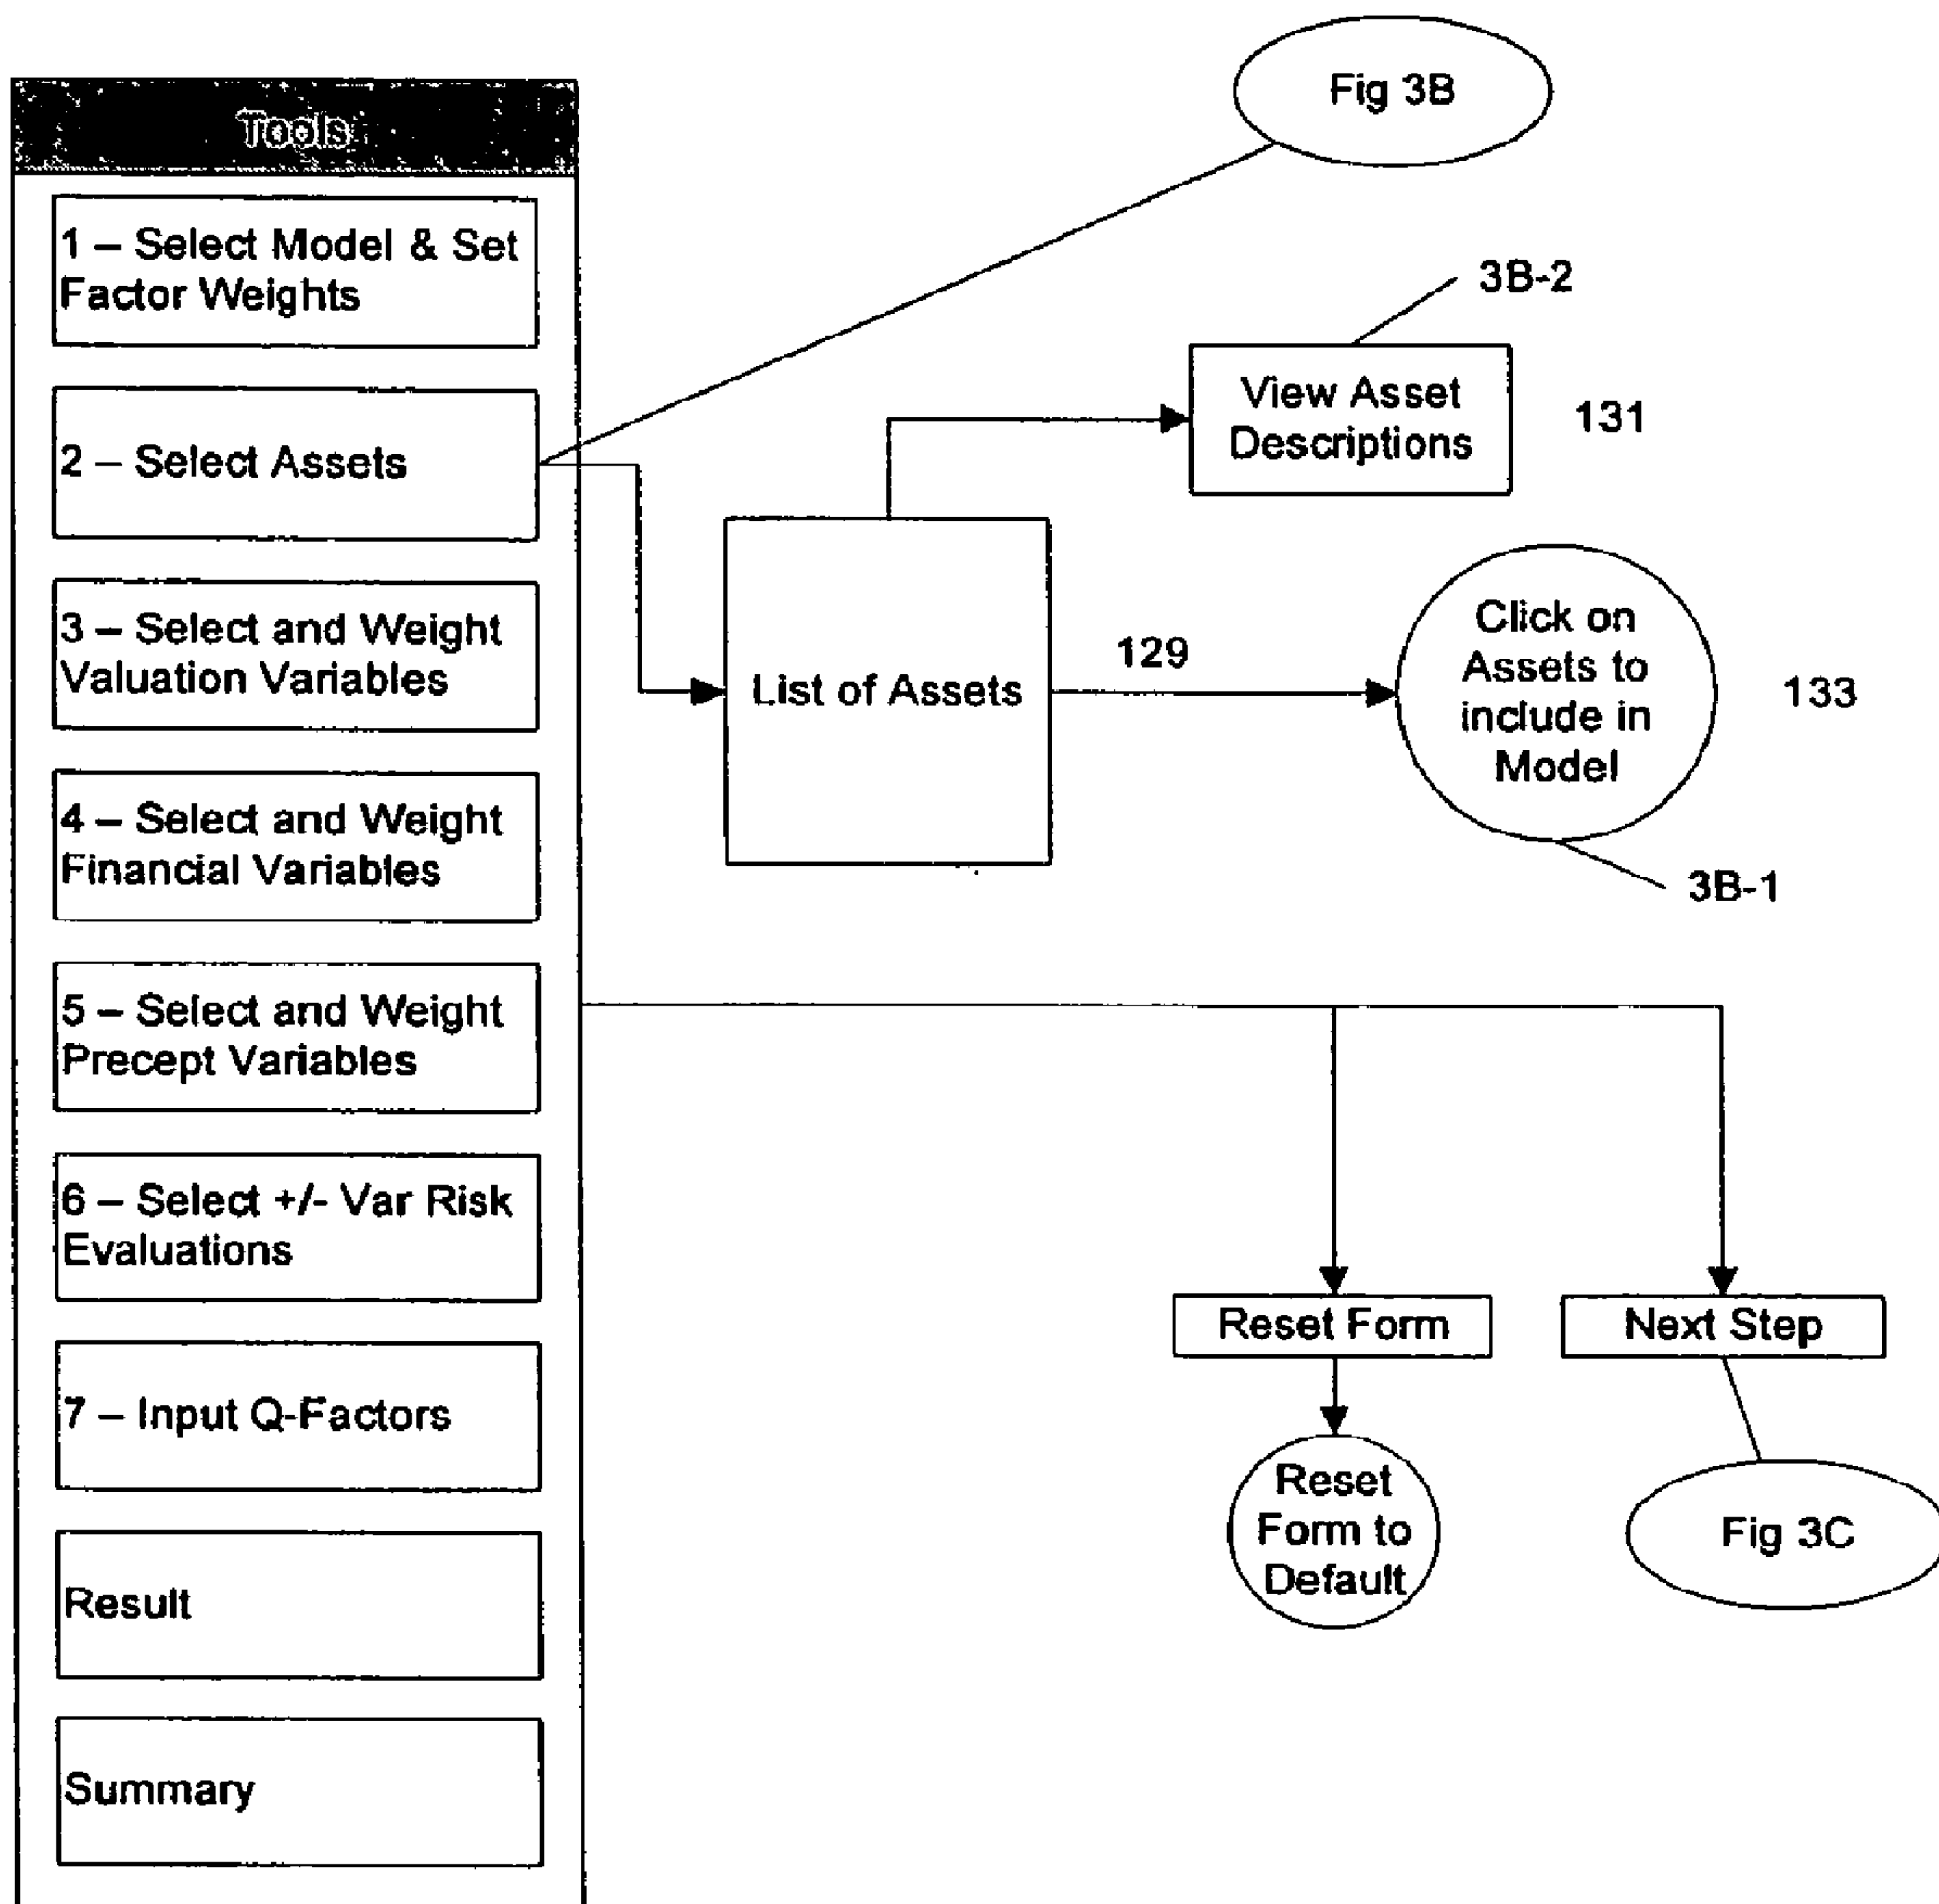 Fig 3B
Tools
1 – Select Model & Set
Factor Weights
2 – Select Assets
3 – Select and Weight
Valuation Variables
4 – Select and Weight
Financial Variables
5 – Select and Weight
Precept Variables
6 – Select +/- Var Risk
Evaluations
7 – Input Q-Factors
Result
Summary
3B-2
View Asset
Descriptions
131
List of Assets
129
Click on
Assets to
include in
Model
133
3B-1
Reset Form
Next Step
Reset
Form to
Default
Fig 3C